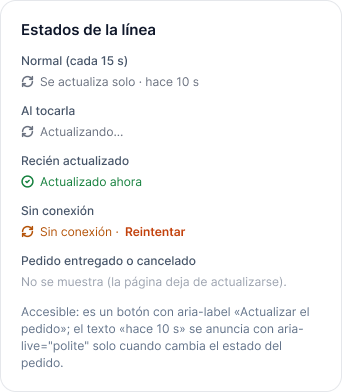 Estados de la línea
Normal (cada 15 s)
Se actualiza solo · hace 10 s
Al tocarla
Actualizando...
Recién actualizado
Actualizado ahora
Sin conexión
Sin conexión · Reintentar
Pedido entregado o cancelado
No se muestra (la página deja de actualizarse).
Accesible: es un botón con aria-label «Actualizar el
pedido»; el texto «hace 10 s» se anuncia con aria-
live="polite" solo cuando cambia el estado del
pedido.